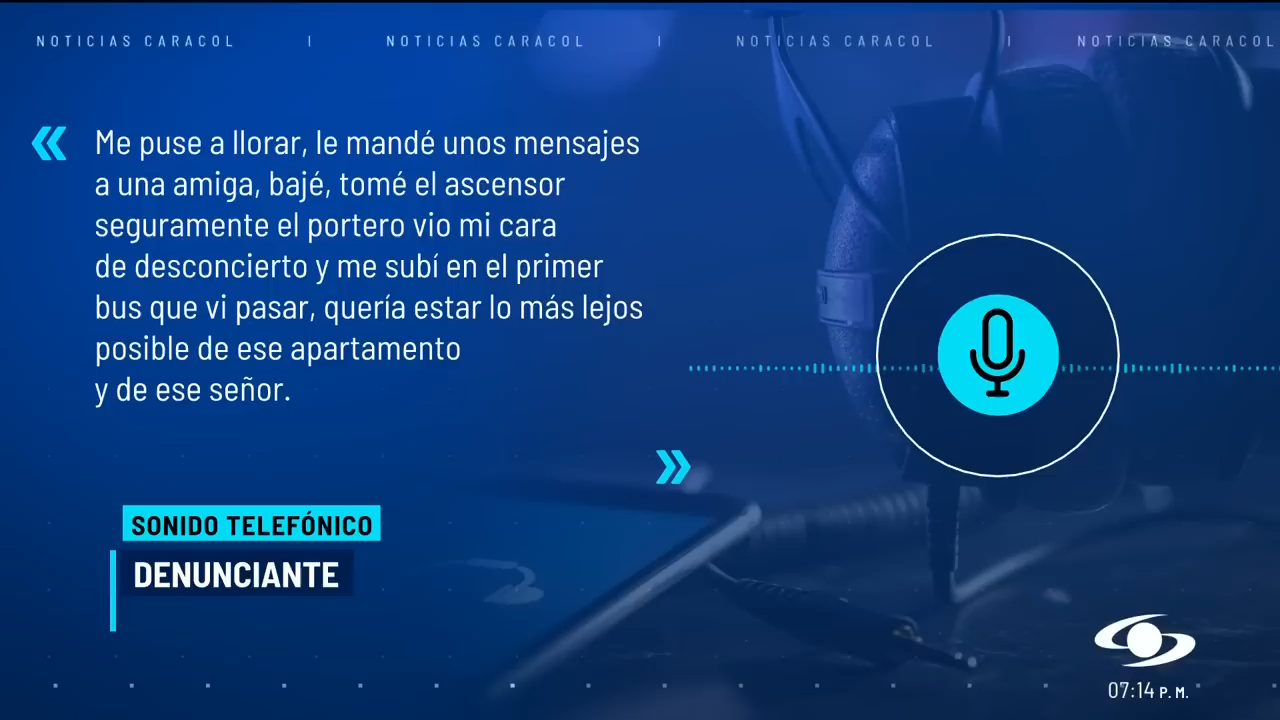 NOTICIAS CARACOL | NOTICIAS CARACOL | NOTICIAS CARACOL | NOTICIAS CARACOL
« Me puse a llorar, le mandé unos mensajes
a una amiga, bajé, tomé el ascensor
seguramente el portero vio mi cara
de desconcierto y me subí en el primer
bus que vi pasar, quería estar lo más lejos
posible de ese apartamento
y de ese señor.
»
SONIDO TELEFÓNICO
DENUNCIANTE
07:14 P. M.